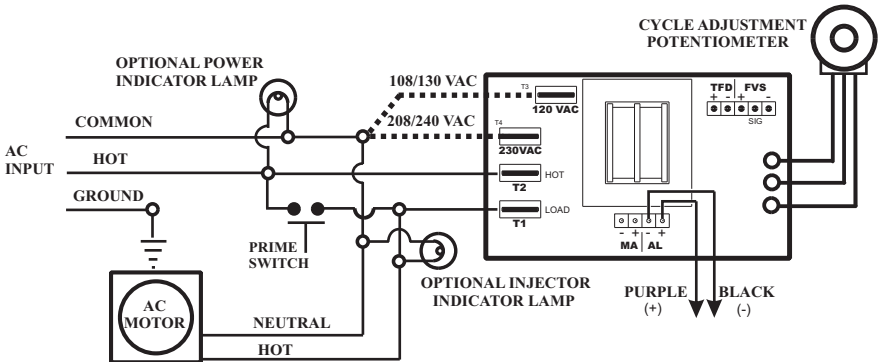 CYCLE ADJUSTMENT
POTENTIOMETER
OPTIONAL POWER
INDICATOR LAMP
108/130 VAC
T3
120 VAC
TFD FVS
+ - + -
SIG
COMMON
208/240 VAC
T4
230VAC
AC
INPUT
HOT
HOT
T2
GROUND
LOAD
T1
- + - +
MA AL
PRIME
SWITCH
OPTIONAL INJECTOR
INDICATOR LAMP
PURPLE
(+)
BLACK
(-)
AC
MOTOR
NEUTRAL
HOT